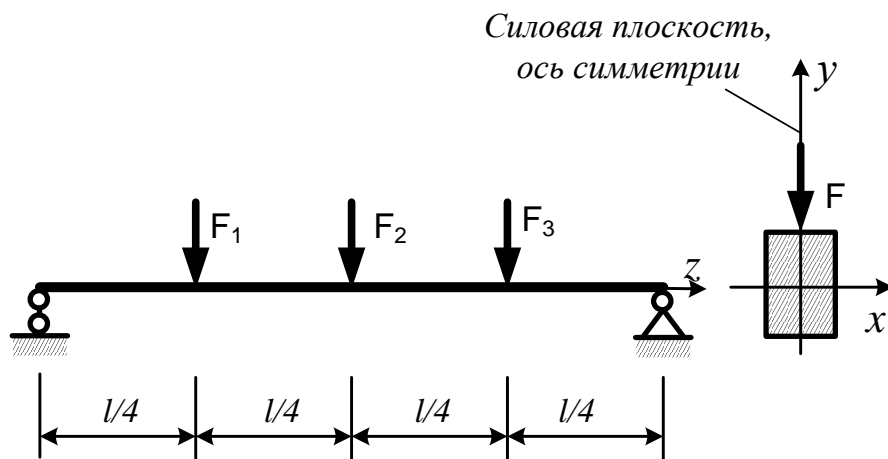 Силовая плоскость,
ось симметрии
y
F
F₁
F₂
F₃
z
x
l/4
l/4
l/4
l/4